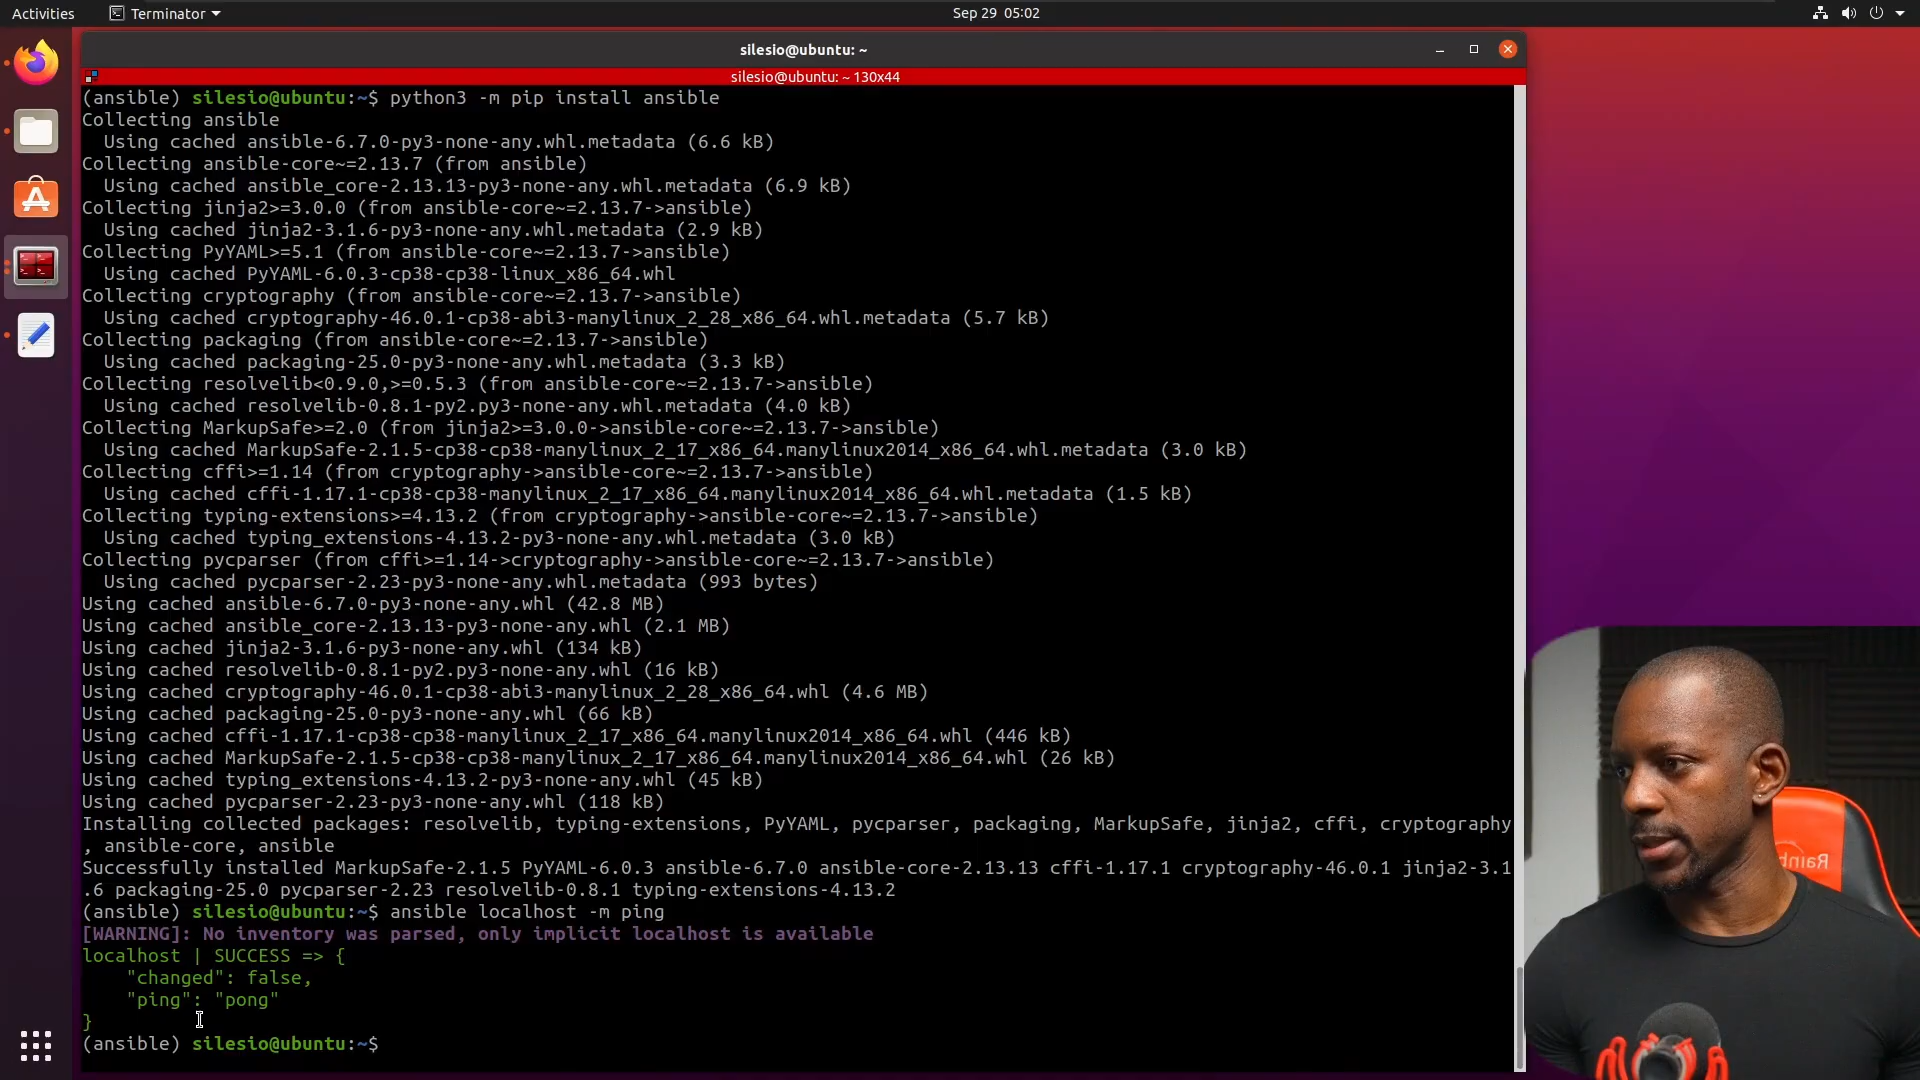 Activities
Terminator
Sep 29 05:02
silesio@ubuntu: ~
silesio@ubuntu: ~ 130x44
(ansible) silesio@ubuntu:~$ python3 -m pip install ansible
Collecting ansible
Using cached ansible-6.7.0-py3-none-any.whl.metadata (6.6 kB)
Collecting ansible-core~=2.13.7 (from ansible)
Using cached ansible_core-2.13.13-py3-none-any.whl.metadata (6.9 kB)
Collecting jinja2>=3.0.0 (from ansible-core~=2.13.7->ansible)
Using cached jinja2-3.1.6-py3-none-any.whl.metadata (2.9 kB)
Collecting PyYAML>=5.1 (from ansible-core~=2.13.7->ansible)
Using cached PyYAML-6.0.3-cp38-cp38-linux_x86_64.whl
Collecting cryptography (from ansible-core~=2.13.7->ansible)
Using cached cryptography-46.0.1-cp38-abi3-manylinux_2_28_x86_64.whl.metadata (5.7 kB)
Collecting packaging (from ansible-core~=2.13.7->ansible)
Using cached packaging-25.0-py3-none-any.whl.metadata (3.3 kB)
Collecting resolvelib<0.9.0,>=0.5.3 (from ansible-core~=2.13.7->ansible)
Using cached resolvelib-0.8.1-py2.py3-none-any.whl.metadata (4.0 kB)
Collecting MarkupSafe>=2.0 (from jinja2>=3.0.0->ansible-core~=2.13.7->ansible)
Using cached MarkupSafe-2.1.5-cp38-cp38-manylinux_2_17_x86_64.manylinux2014_x86_64.whl.metadata (3.0 kB)
Collecting cffi>=1.14 (from cryptography->ansible-core~=2.13.7->ansible)
Using cached cffi-1.17.1-cp38-cp38-manylinux_2_17_x86_64.manylinux2014_x86_64.whl.metadata (1.5 kB)
Collecting typing-extensions>=4.13.2 (from cryptography->ansible-core~=2.13.7->ansible)
Using cached typing_extensions-4.13.2-py3-none-any.whl.metadata (3.0 kB)
Collecting pycparser (from cffi>=1.14->cryptography->ansible-core~=2.13.7->ansible)
Using cached pycparser-2.23-py3-none-any.whl.metadata (993 bytes)
Using cached ansible-6.7.0-py3-none-any.whl (42.8 MB)
Using cached ansible_core-2.13.13-py3-none-any.whl (2.1 MB)
Using cached jinja2-3.1.6-py3-none-any.whl (134 kB)
Using cached resolvelib-0.8.1-py2.py3-none-any.whl (16 kB)
Using cached cryptography-46.0.1-cp38-abi3-manylinux_2_28_x86_64.whl (4.6 MB)
Using cached packaging-25.0-py3-none-any.whl (66 kB)
Using cached cffi-1.17.1-cp38-cp38-manylinux_2_17_x86_64.manylinux2014_x86_64.whl (446 kB)
Using cached MarkupSafe-2.1.5-cp38-cp38-manylinux_2_17_x86_64.manylinux2014_x86_64.whl (26 kB)
Using cached typing_extensions-4.13.2-py3-none-any.whl (45 kB)
Using cached pycparser-2.23-py3-none-any.whl (118 kB)
Installing collected packages: resolvelib, typing-extensions, PyYAML, pycparser, packaging, MarkupSafe, jinja2, cffi, cryptography
, ansible-core, ansible
Successfully installed MarkupSafe-2.1.5 PyYAML-6.0.3 ansible-6.7.0 ansible-core-2.13.13 cffi-1.17.1 cryptography-46.0.1 jinja2-3.1
.6 packaging-25.0 pycparser-2.23 resolvelib-0.8.1 typing-extensions-4.13.2
(ansible) silesio@ubuntu:~$ ansible localhost -m ping
[WARNING]: No inventory was parsed, only implicit localhost is available
localhost | SUCCESS => {
"changed": false,
"ping": "pong"
}
(ansible) silesio@ubuntu:~$